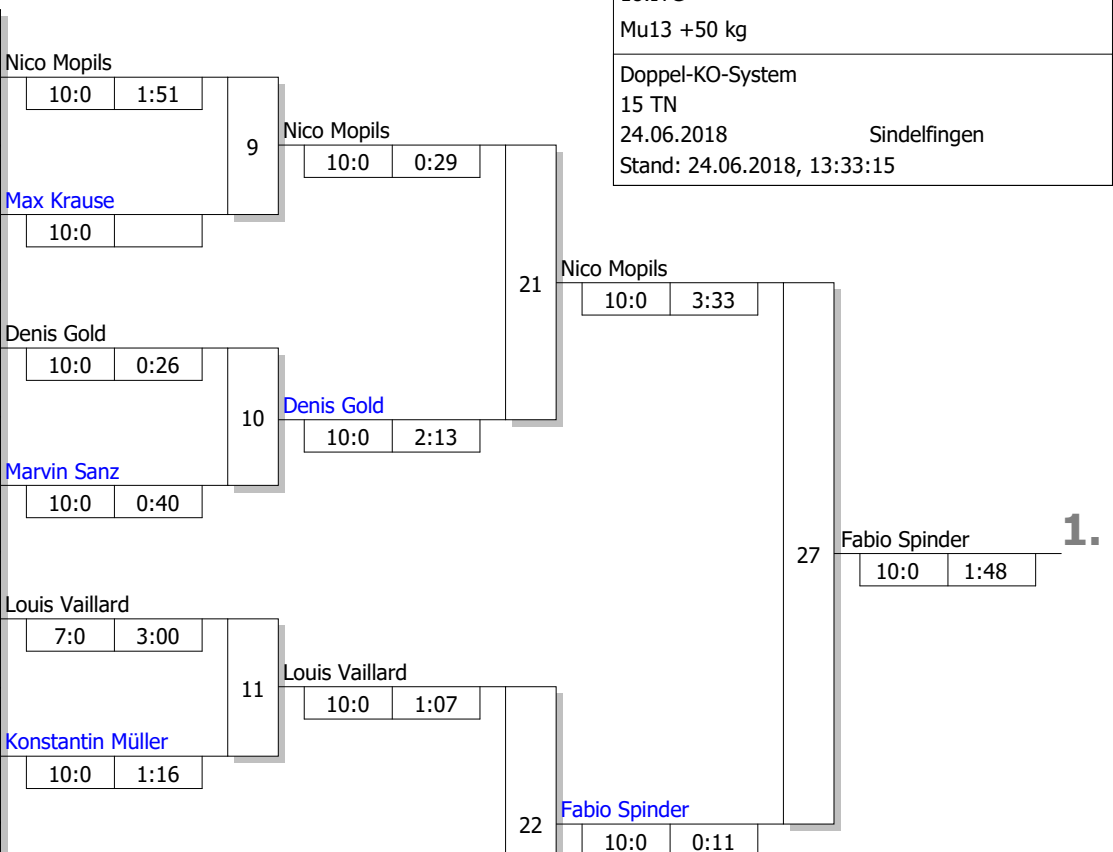 Mu13 +50 kg
Doppel-KO-System
15 TN
24.06.2018 Sindelfingen
Stand: 24.06.2018, 13:33:15
Nico Mopils
10:0 1:51
9
Nico Mopils
10:0 0:29
Max Krause
10:0
21
Nico Mopils
10:0 3:33
Denis Gold
10:0 0:26
10
Denis Gold
10:0 2:13
Marvin Sanz
10:0 0:40
27
Fabio Spinder
1.
10:0 1:48
Louis Vaillard
7:0 3:00
11
Louis Vaillard
10:0 1:07
Konstantin Müller
10:0 1:16
22
Fabio Spinder
10:0 0:11